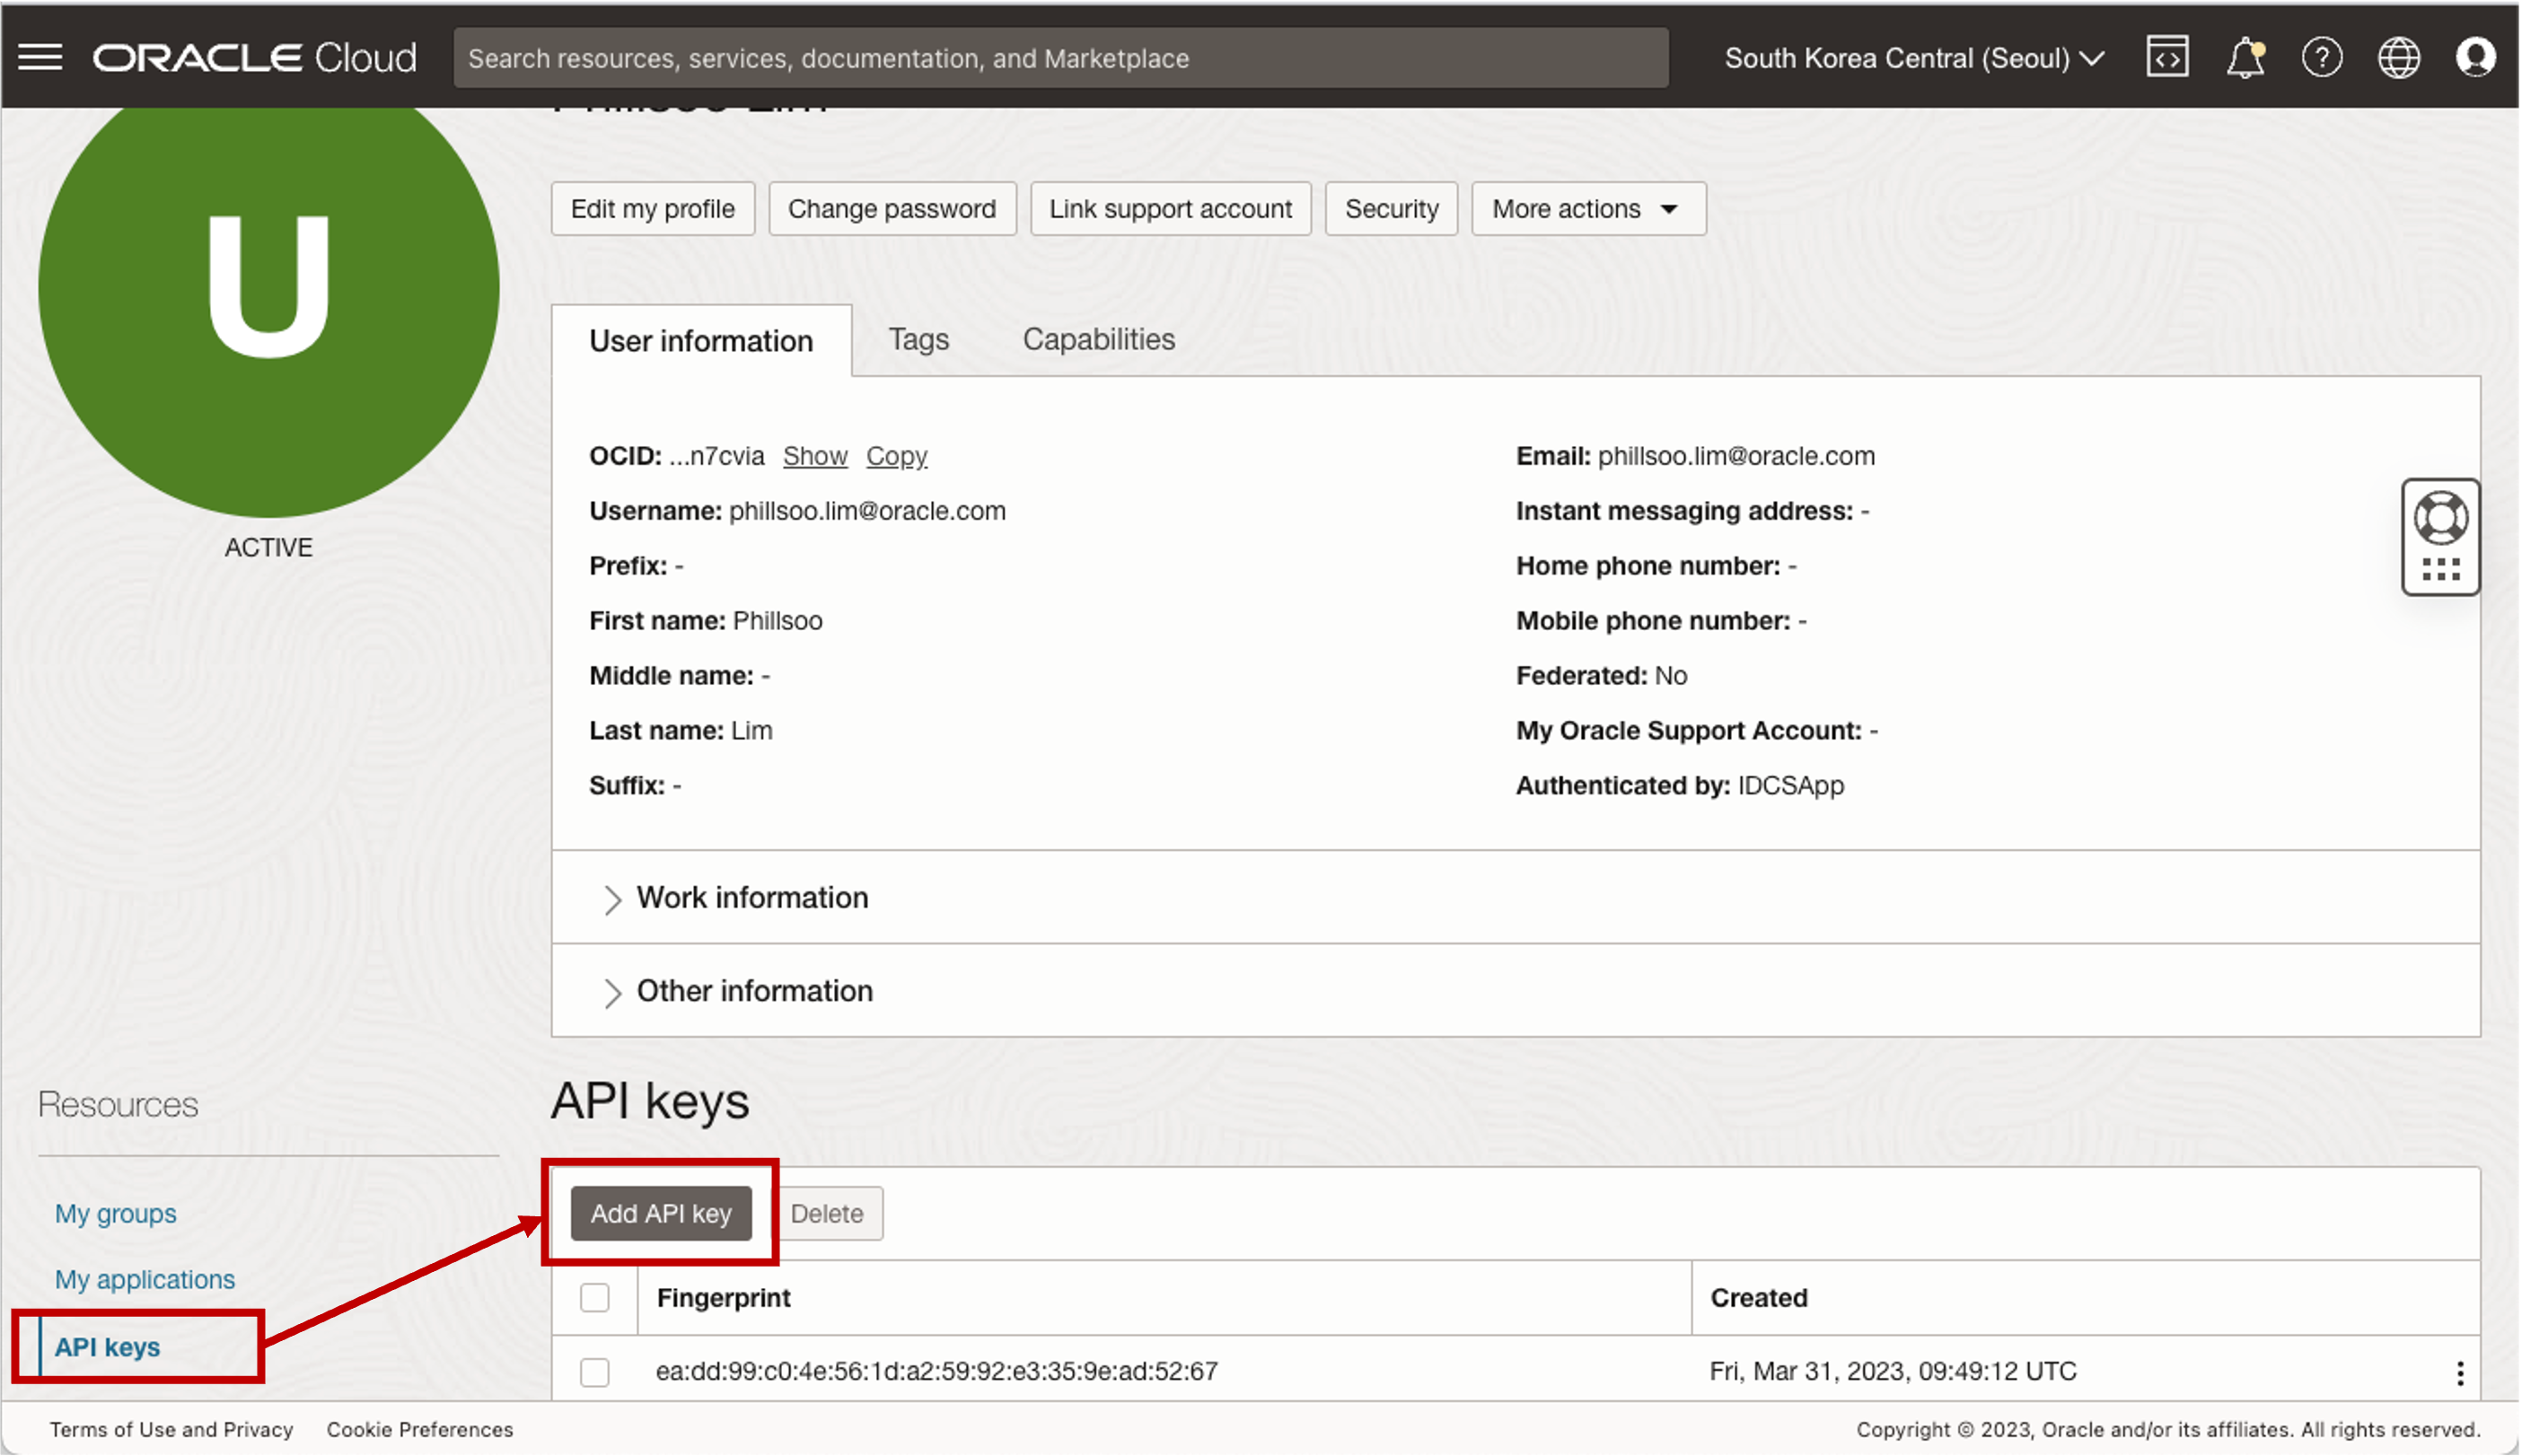 ORACLE Cloud
Search resources, services, documentation, and Marketplace
South Korea Central (Seoul)
Phillsoo Lim
U
ACTIVE
Edit my profile
Change password
Link support account
Security
More actions
User information
Tags
Capabilities
OCID: ...n7cvia Show Copy
Username: phillsoo.lim@oracle.com
Prefix: -
First name: Phillsoo
Middle name: -
Last name: Lim
Suffix: -
Email: phillsoo.lim@oracle.com
Instant messaging address: -
Home phone number: -
Mobile phone number: -
Federated: No
My Oracle Support Account: -
Authenticated by: IDCSApp
Work information
Other information
Resources
My groups
My applications
API keys
API keys
Add API key
Delete
Fingerprint
Created
ea:dd:99:c0:4e:56:1d:a2:59:92:e3:35:9e:ad:52:67
Fri, Mar 31, 2023, 09:49:12 UTC
Terms of Use and Privacy
Cookie Preferences
Copyright © 2023, Oracle and/or its affiliates. All rights reserved.